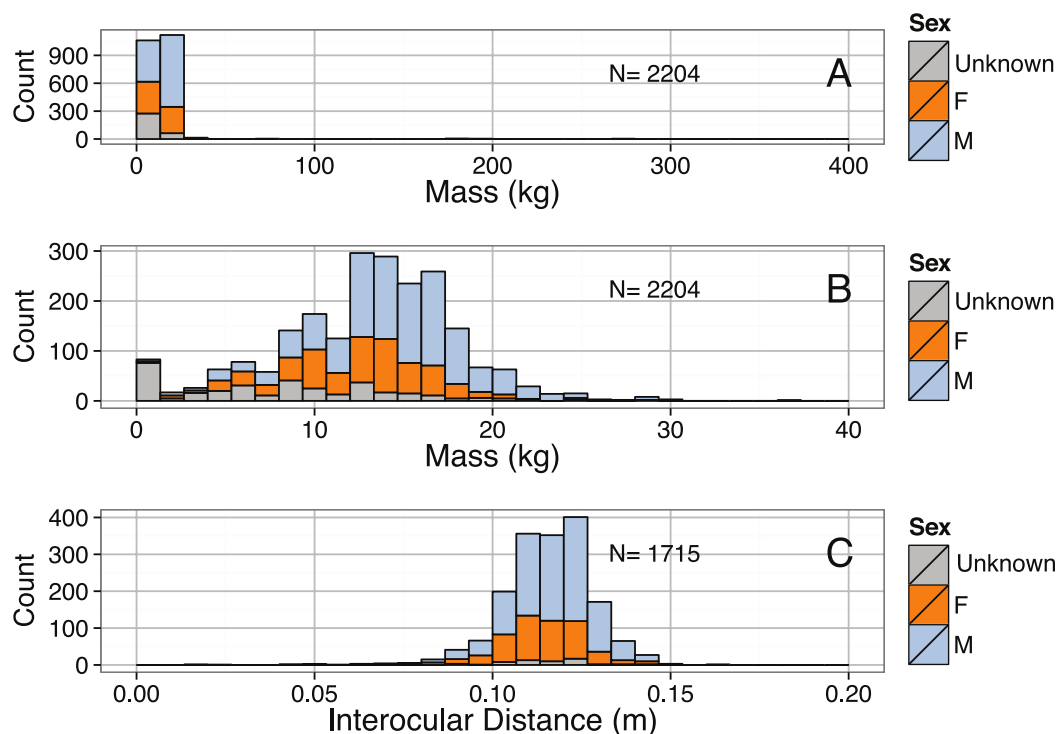 Count
900
600
300
0
N= 2204
A
0 100 200 300 400
Mass (kg)
Sex
Unknown
F
M
Count
300
200
100
0
N= 2204
B
0 10 20 30 40
Mass (kg)
Sex
Unknown
F
M
Count
400
300
200
100
0
N= 1715
C
0.00 0.05 0.10 0.15 0.20
Interocular Distance (m)
Sex
Unknown
F
M